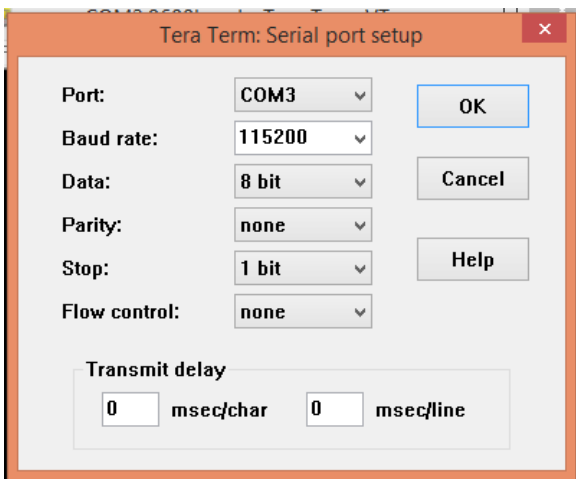 Tera Term: Serial port setup
Port: COM3
OK
Baud rate: 115200
Data: 8 bit
Cancel
Parity: none
Stop: 1 bit
Help
Flow control: none
Transmit delay
0 msec/char 0 msec/line